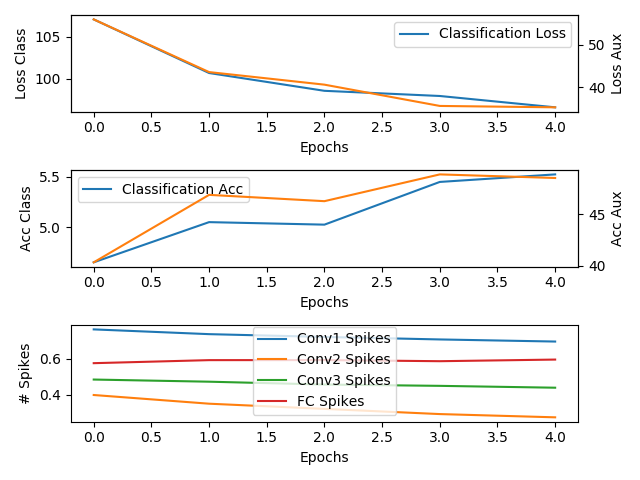 Classification Loss
Loss Class
Loss Aux
105
100
50
40
0.0 0.5 1.0 1.5 2.0 2.5 3.0 3.5 4.0
Epochs
Classification Acc
Acc Class
Acc Aux
5.5
5.0
45
40
0.0 0.5 1.0 1.5 2.0 2.5 3.0 3.5 4.0
Epochs
Conv1 Spikes
Conv2 Spikes
Conv3 Spikes
FC Spikes
# Spikes
0.6
0.4
0.0 0.5 1.0 1.5 2.0 2.5 3.0 3.5 4.0
Epochs